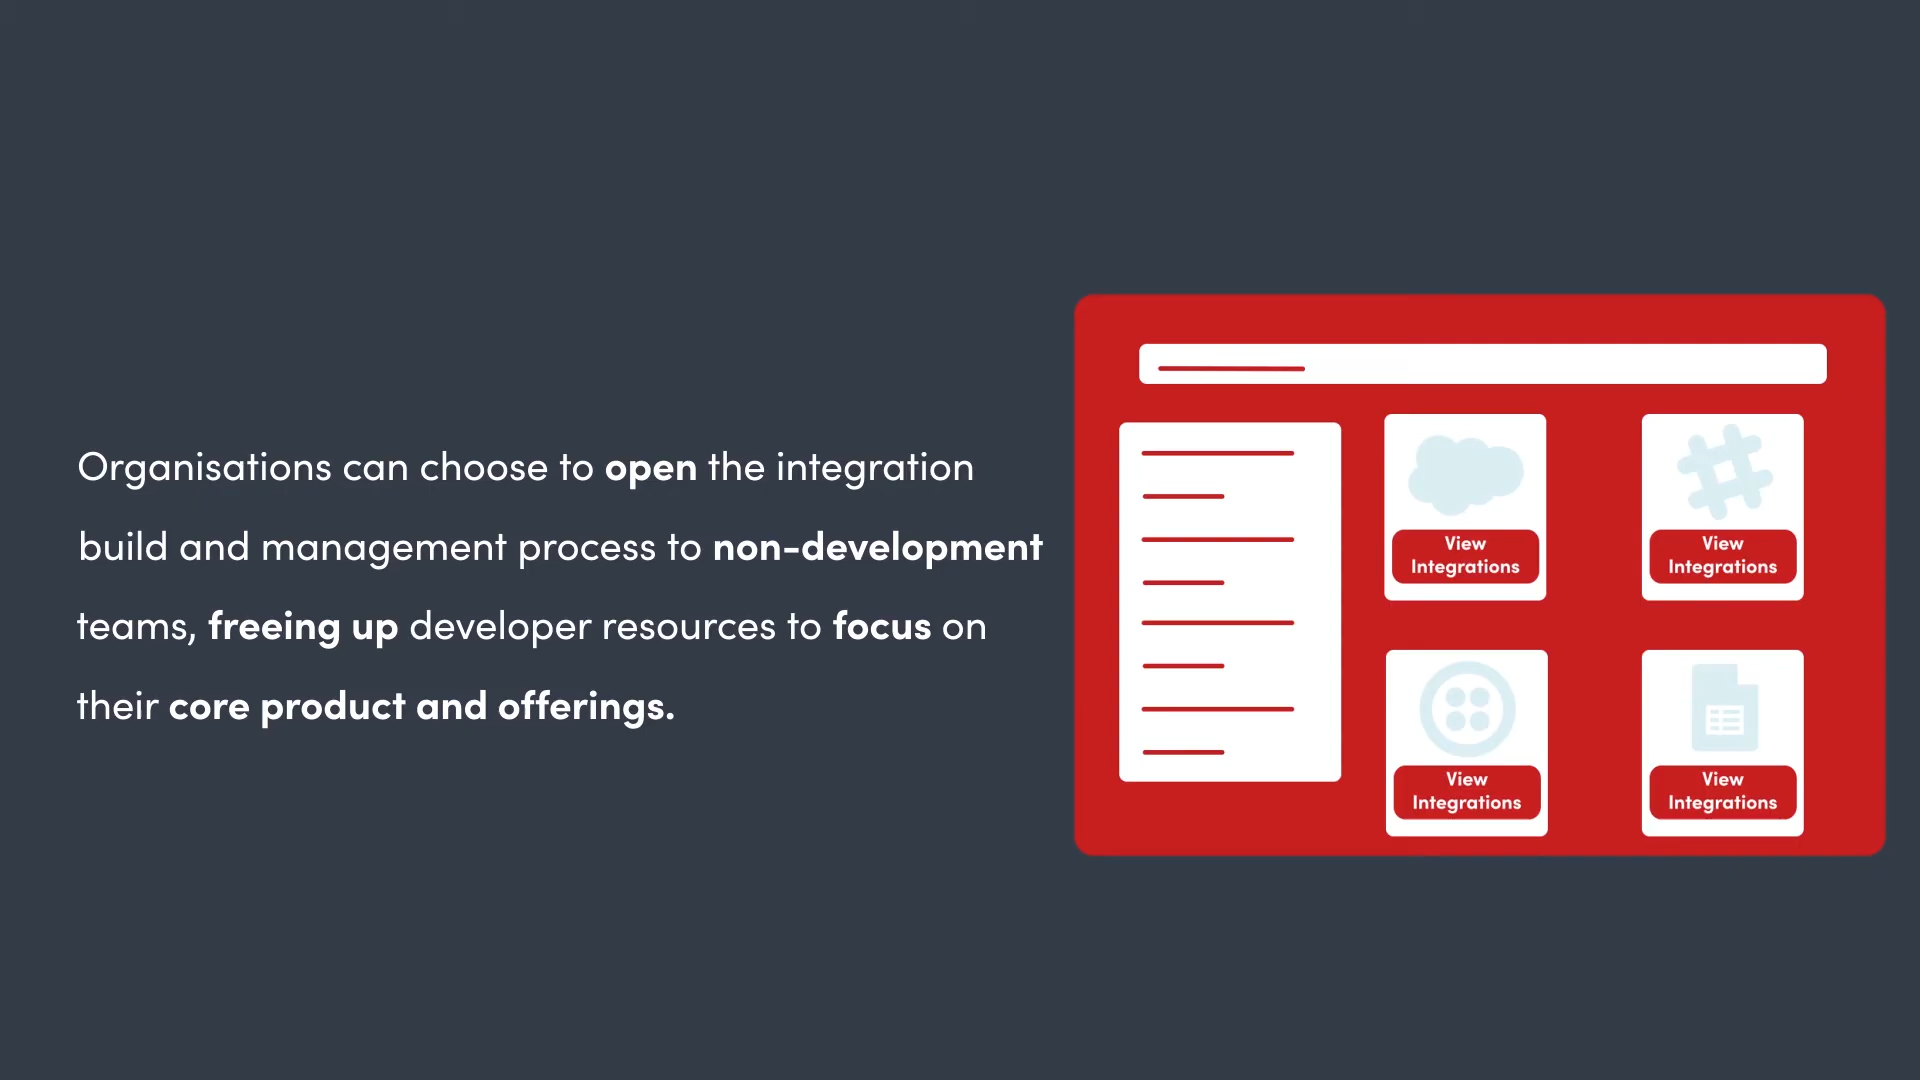 Organisations can choose to open the integration
build and management process to non-development
teams, freeing up developer resources to focus on
their core product and offerings.
View
Integrations
View
Integrations
View
Integrations
View
Integrations